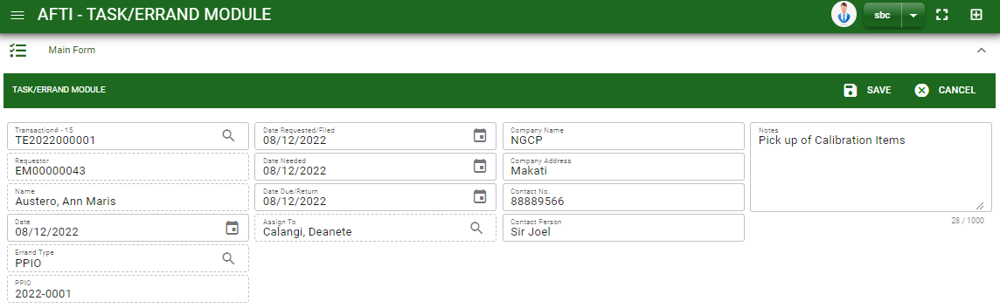 AFTI - TASK/ERRAND MODULE
sbc
Main Form
TASK/ERRAND MODULE
SAVE
CANCEL
Transaction# - 15
TE2022000001
Requestor
EM00000043
Name
Austero, Ann Maris
Date
08/12/2022
Errand Type
PPIO
PPIO
2022-0001
Date Requested/Filed
08/12/2022
Date Needed
08/12/2022
Date Due/Return
08/12/2022
Assign To
Calangi, Deanete
Company Name
NGCP
Company Address
Makati
Contact No.
88889566
Contact Person
Sir Joel
Notes
Pick up of Calibration Items
28 / 1000